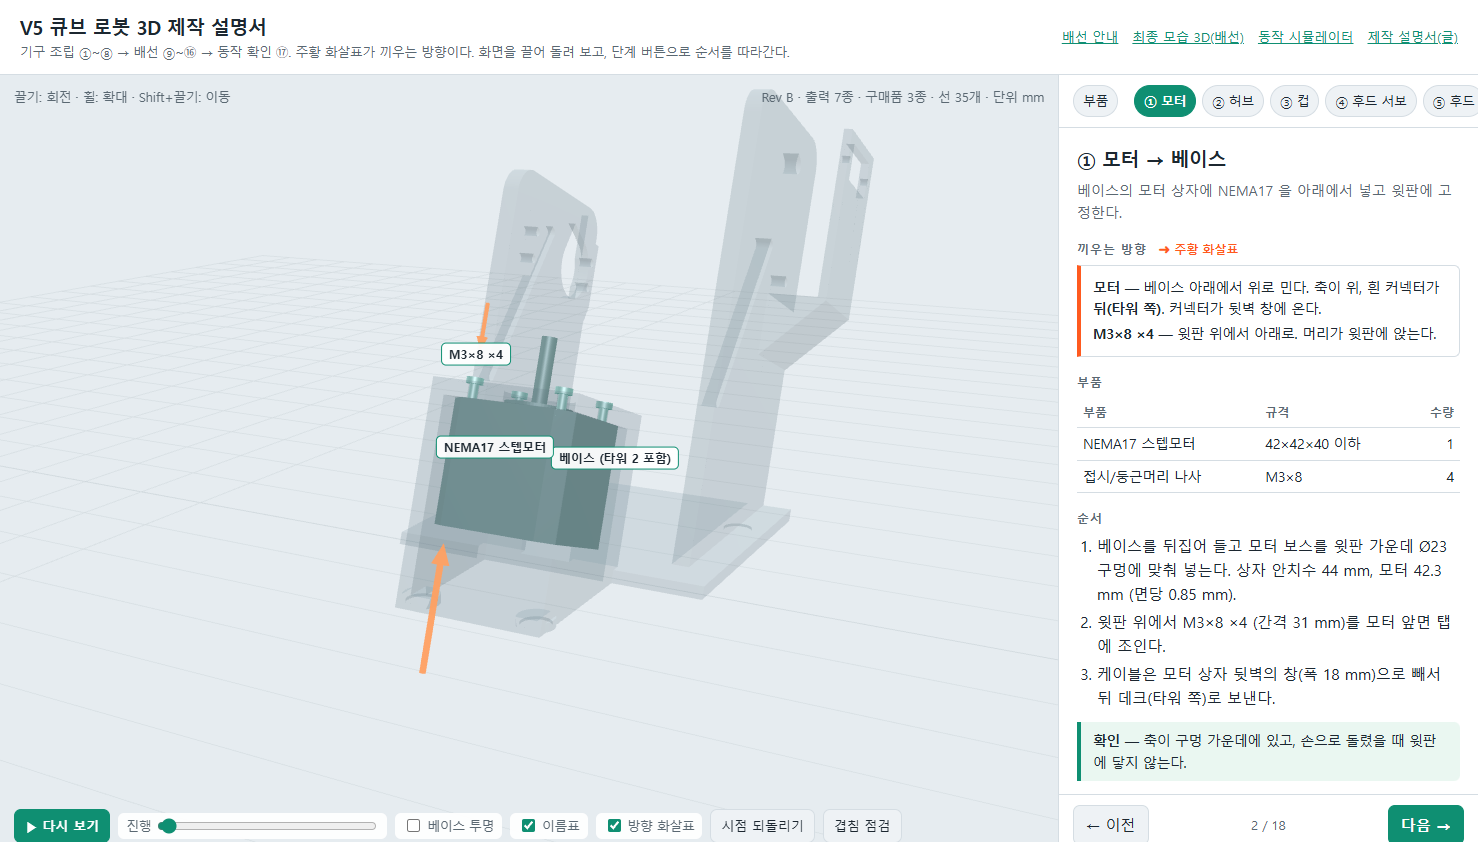 V5 큐브 로봇 3D 제작 설명서
기구 조립 ①~⑧ → 배선 ⑨~⑯ → 동작 확인 ⑰. 주황 화살표가 끼우는 방향이다. 화면을 끌어 돌려 보고, 단계 버튼으로 순서를 따라간다.
배선 안내 최종 모습 3D(배선) 동작 시뮬레이터 제작 설명서(글)
끌기: 회전 · 휠: 확대 · Shift+끌기: 이동
Rev B · 출력 7종 · 구매품 3종 · 선 35개 · 단위 mm
부품 ① 모터 ② 허브 ③ 컵 ④ 후드 서보 ⑤ 후드
M3×8 ×4
NEMA17 스텝모터
베이스 (타워 2 포함)
① 모터 → 베이스
베이스의 모터 상자에 NEMA17 을 아래에서 넣고 윗판에 고
정한다.
끼우는 방향 → 주황 화살표
모터 — 베이스 아래에서 위로 민다. 축이 위, 흰 커넥터가
뒤(타워 쪽). 커넥터가 뒷벽 창에 온다.
M3×8 ×4 — 윗판 위에서 아래로. 머리가 윗판에 앉는다.
부품
부품 규격 수량
NEMA17 스텝모터 42×42×40 이하 1
접시/둥근머리 나사 M3×8 4
순서
1. 베이스를 뒤집어 들고 모터 보스를 윗판 가운데 Ø23
구멍에 맞춰 넣는다. 상자 안치수 44 mm, 모터 42.3
mm (면당 0.85 mm).
2. 윗판 위에서 M3×8 ×4 (간격 31 mm)를 모터 앞면 탭
에 조인다.
3. 케이블은 모터 상자 뒷벽의 창(폭 18 mm)으로 빼서
뒤 데크(타워 쪽)로 보낸다.
확인 — 축이 구멍 가운데에 있고, 손으로 돌렸을 때 윗판
에 닿지 않는다.
▶ 다시 보기 진행 베이스 투명 이름표 방향 화살표 시점 되돌리기 겹침 점검
← 이전 2 / 18 다음 →